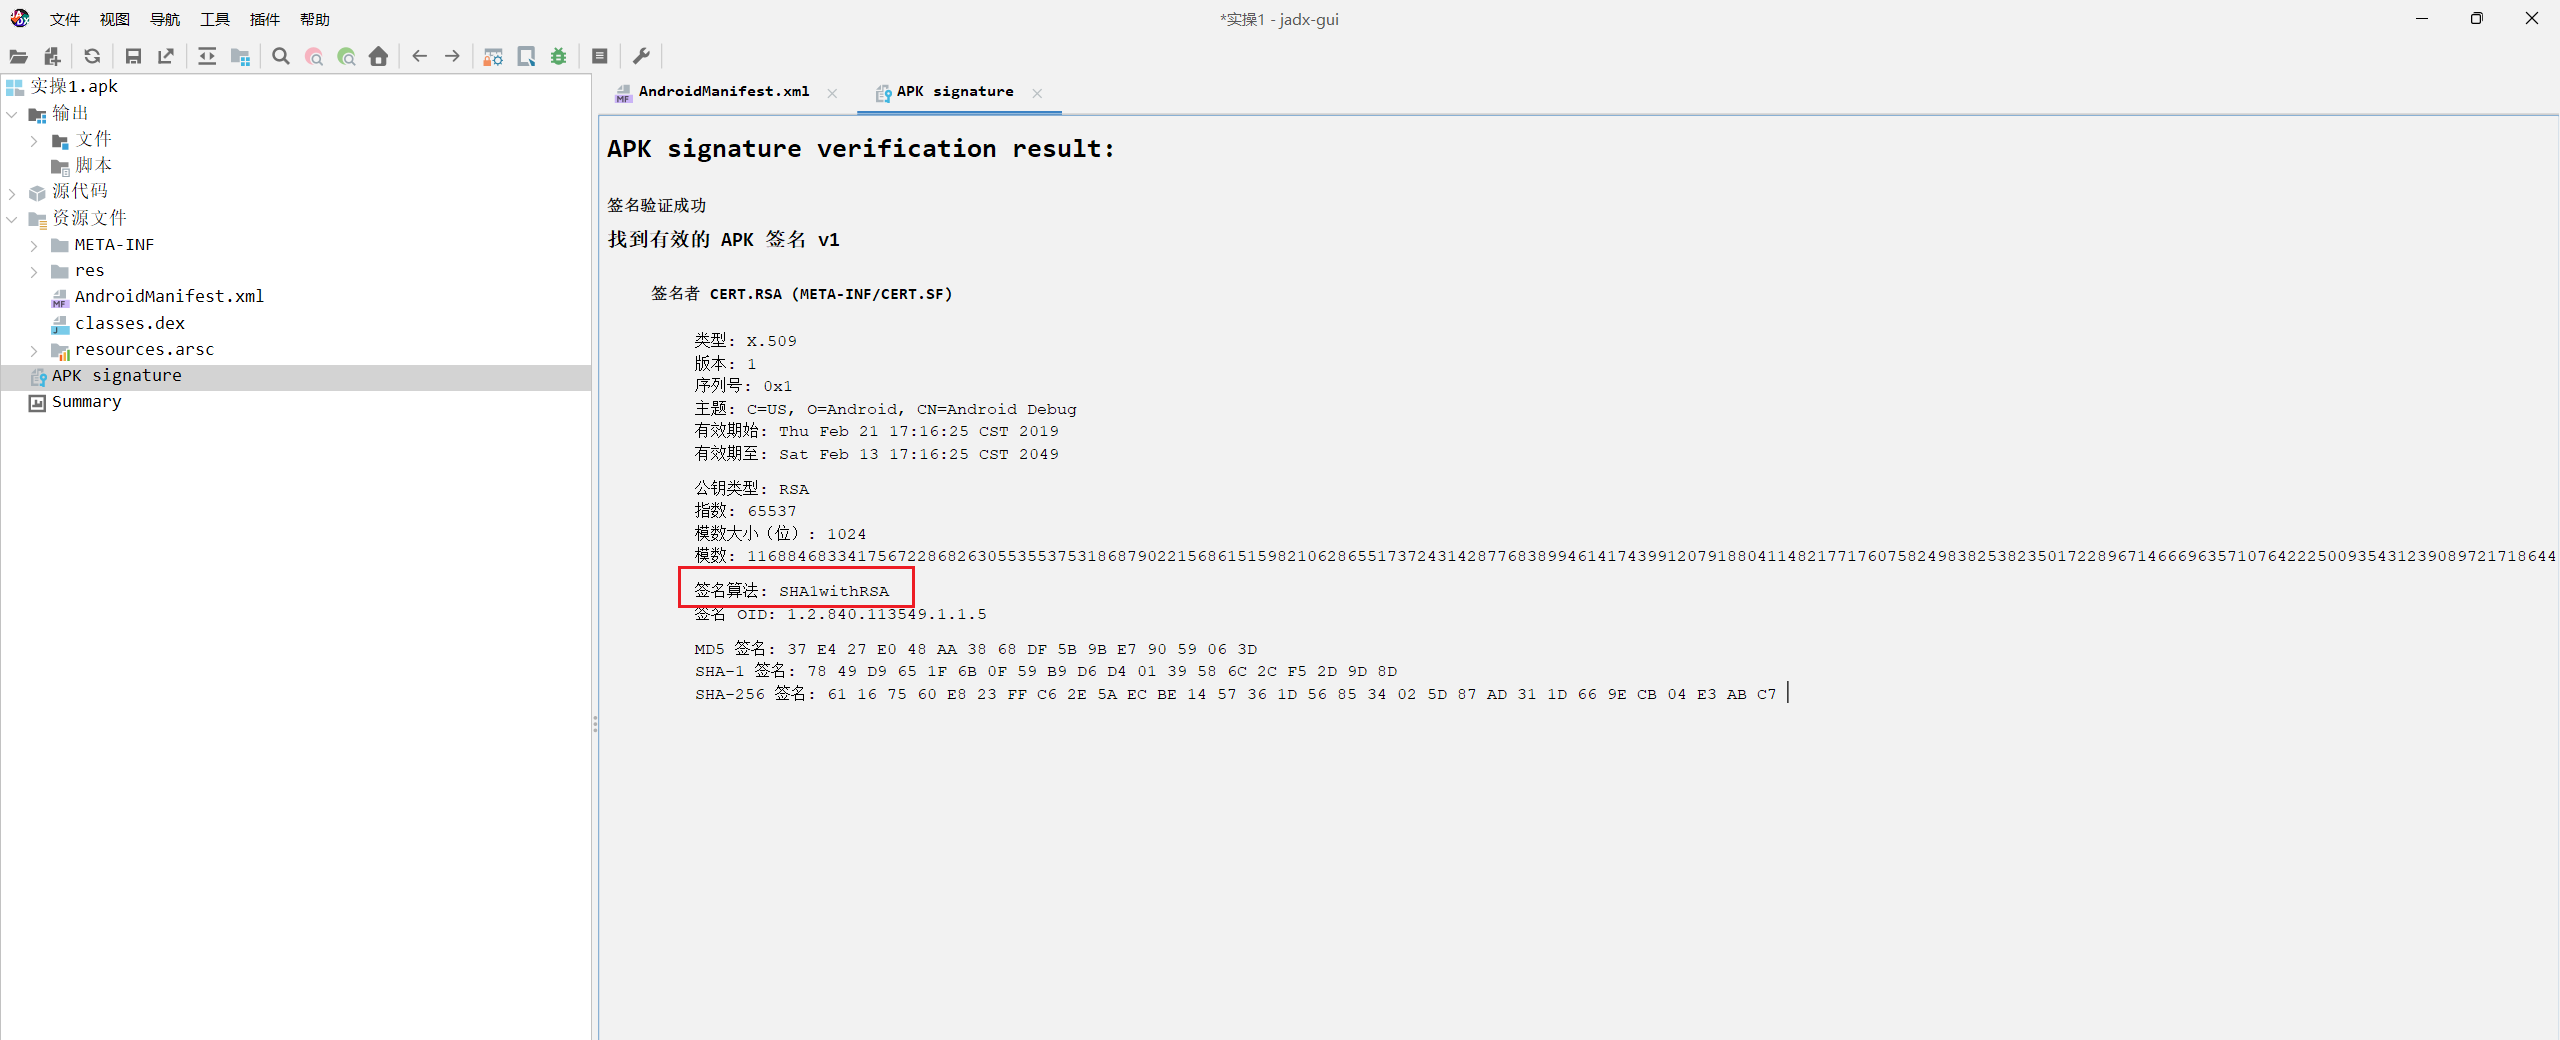 文件 视图 导航 工具 插件 帮助
*实操1 - jadx-gui
实操1.apk
输出
文件
脚本
源代码
资源文件
META-INF
res
AndroidManifest.xml
classes.dex
resources.arsc
APK signature
Summary
AndroidManifest.xml
APK signature
APK signature verification result:
签名验证成功
找到有效的 APK 签名 v1
签名者 CERT.RSA (META-INF/CERT.SF)
类型: X.509
版本: 1
序列号: 0x1
主题: C=US, O=Android, CN=Android Debug
有效期始: Thu Feb 21 17:16:25 CST 2019
有效期至: Sat Feb 13 17:16:25 CST 2049
公钥类型: RSA
指数: 65537
模数大小（位）: 1024
模数: 11688468334175672286826305535537531868790221568615159821062865517372431428776838994614174399120791880411482177176075824983825382350172289671466696357107642225009354312390897217186​44
签名算法: SHA1withRSA
签名 OID: 1.2.840.113549.1.1.5
MD5 签名: 37 E4 27 E0 48 AA 38 68 DF 5B 9B E7 90 59 06 3D
SHA-1 签名: 78 49 D9 65 1F 6B 0F 59 B9 D6 D4 01 39 58 6C 2C F5 2D 9D 8D
SHA-256 签名: 61 16 75 60 E8 23 FF C6 2E 5A EC BE 14 57 36 1D 56 85 34 02 5D 87 AD 31 1D 66 9E CB 04 E3 AB C7